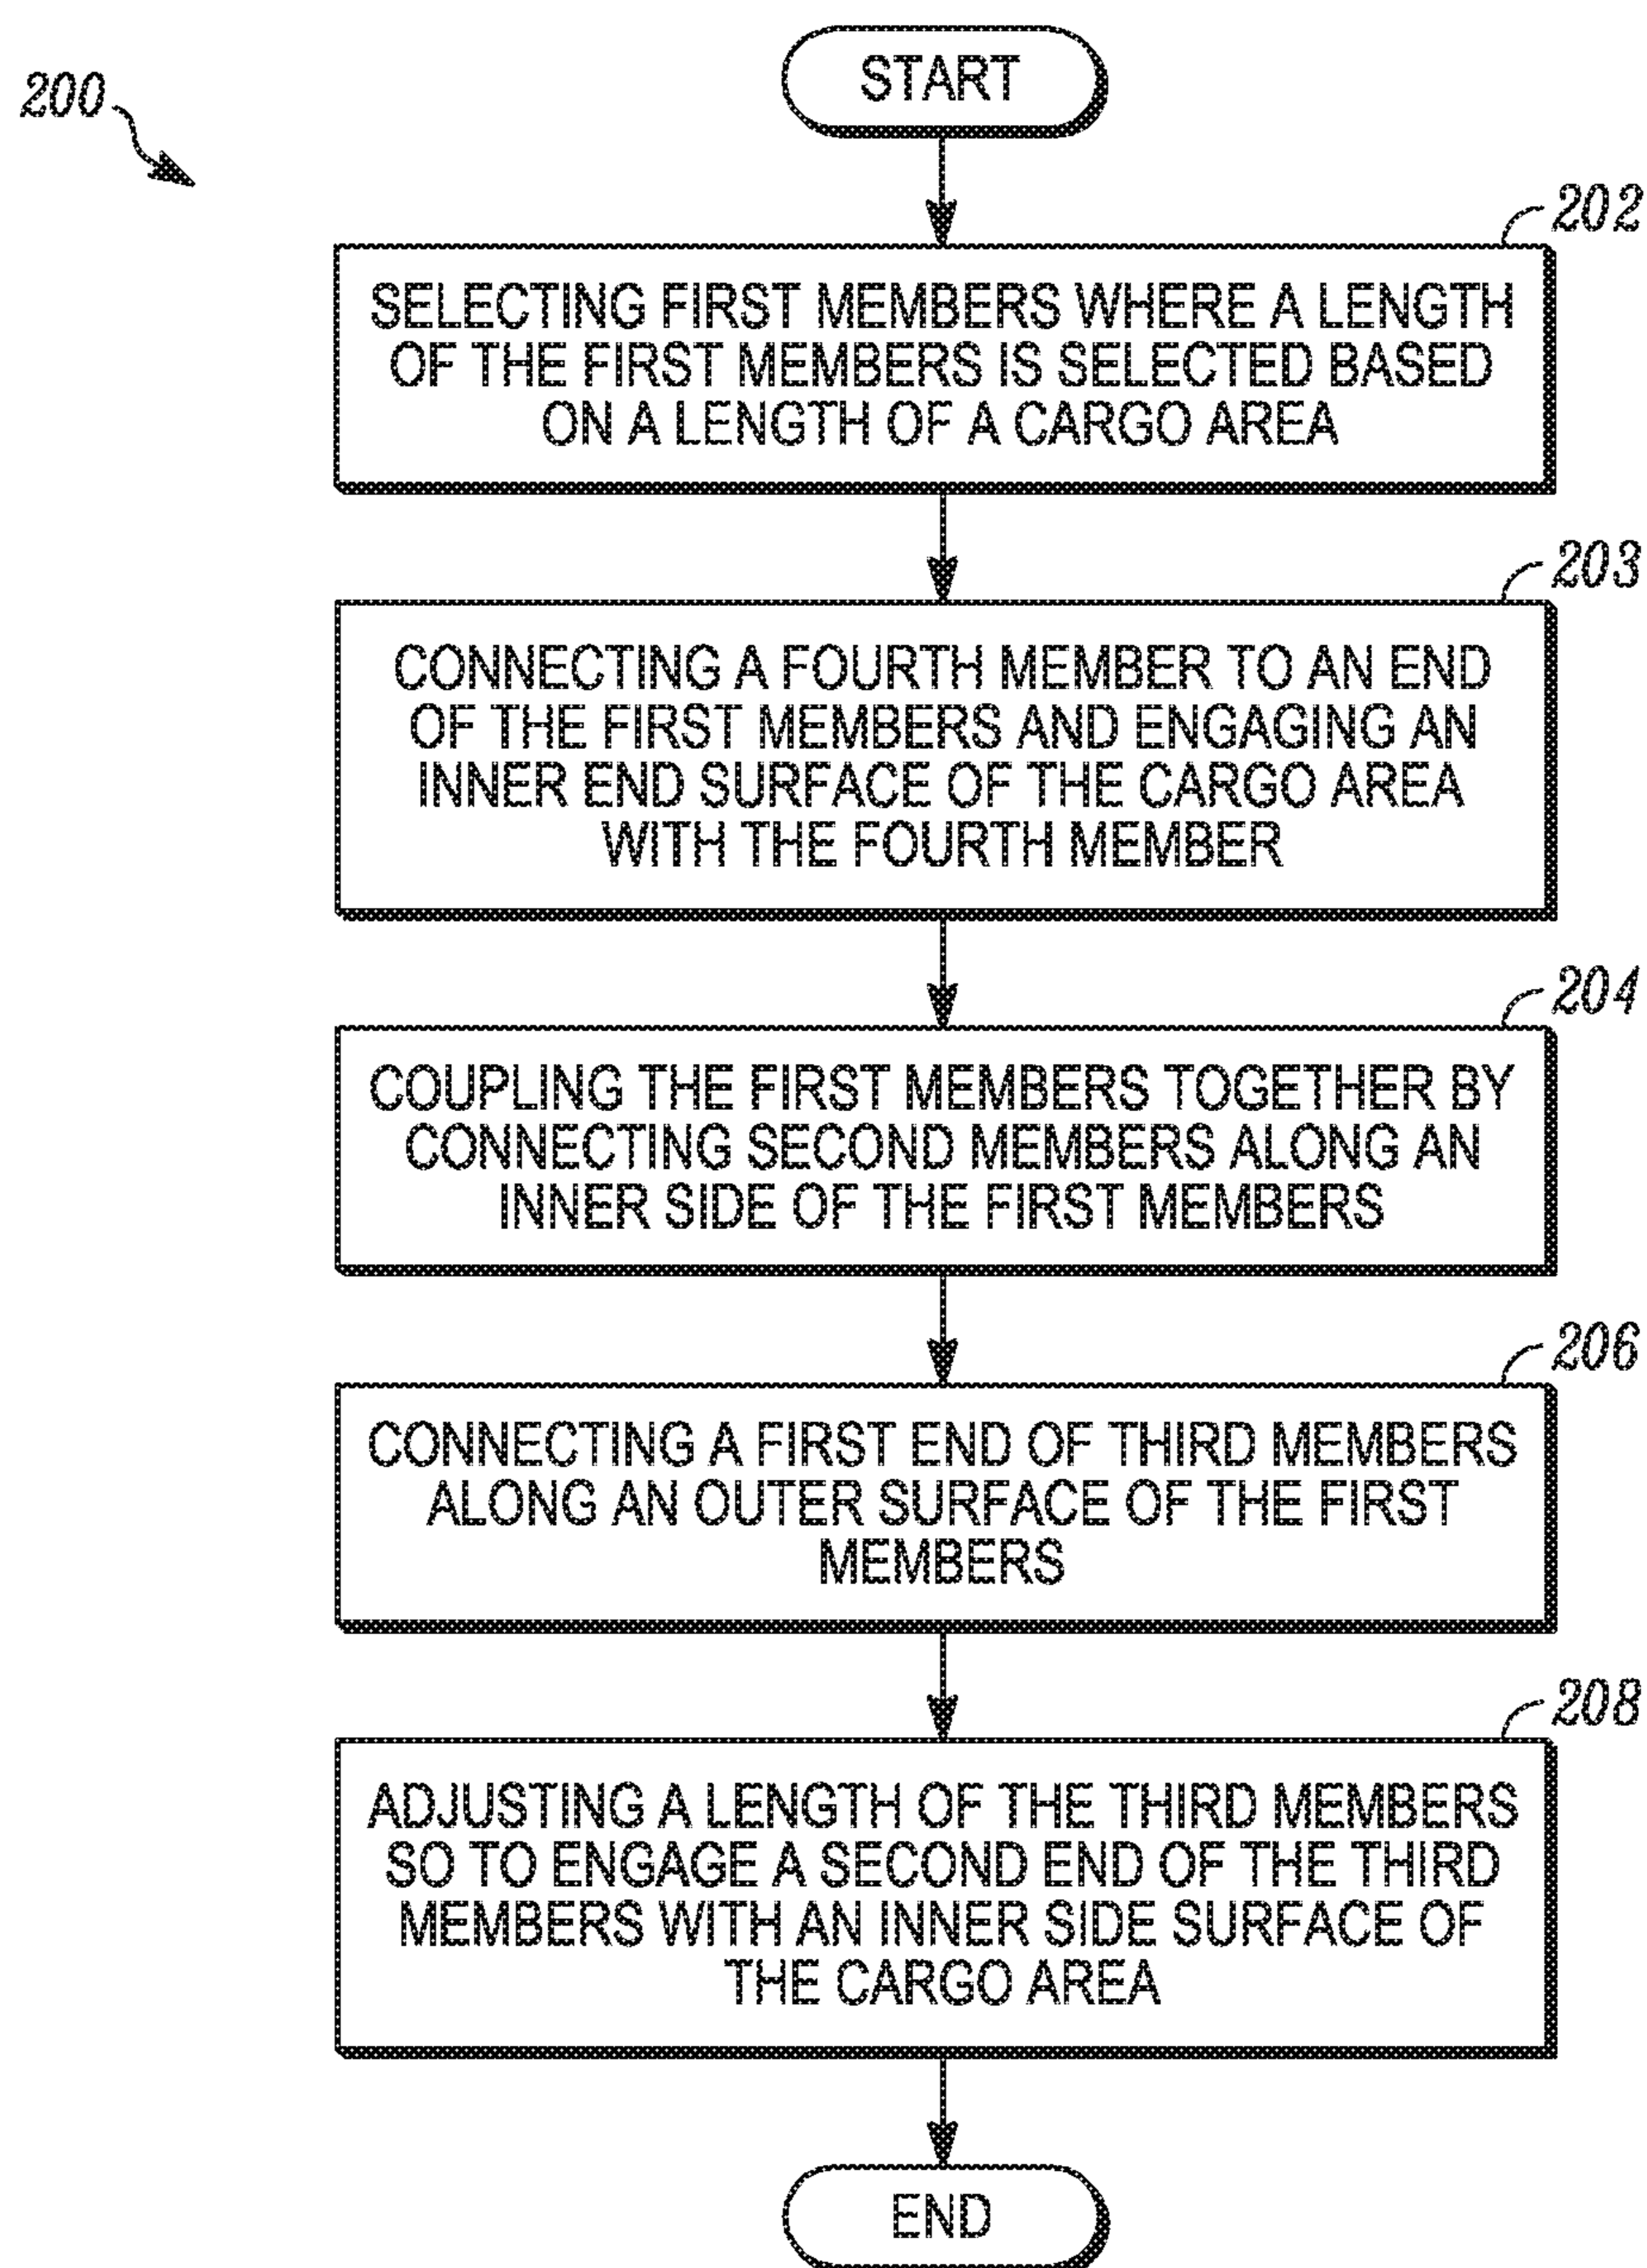 START
200
202
SELECTING FIRST MEMBERS WHERE A LENGTH
OF THE FIRST MEMBERS IS SELECTED BASED
ON A LENGTH OF A CARGO AREA
203
CONNECTING A FOURTH MEMBER TO AN END
OF THE FIRST MEMBERS AND ENGAGING AN
INNER END SURFACE OF THE CARGO AREA
WITH THE FOURTH MEMBER
204
COUPLING THE FIRST MEMBERS TOGETHER BY
CONNECTING SECOND MEMBERS ALONG AN
INNER SIDE OF THE FIRST MEMBERS
206
CONNECTING A FIRST END OF THIRD MEMBERS
ALONG AN OUTER SURFACE OF THE FIRST
MEMBERS
208
ADJUSTING A LENGTH OF THE THIRD MEMBERS
SO TO ENGAGE A SECOND END OF THE THIRD
MEMBERS WITH AN INNER SIDE SURFACE OF
THE CARGO AREA
END